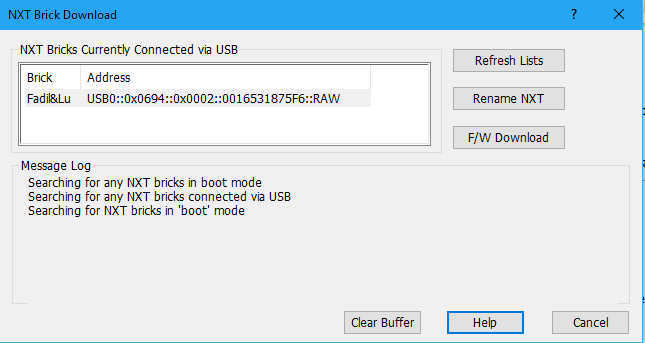 NXT Brick Download
?
NXT Bricks Currently Connected via USB
Brick Address
Fadil&Lu USB0::0x0694::0x0002::0016531875F6::RAW
Refresh Lists
Rename NXT
F/W Download
Message Log
Searching for any NXT bricks in boot mode
Searching for any NXT bricks connected via USB
Searching for NXT bricks in 'boot' mode
Clear Buffer Help Cancel